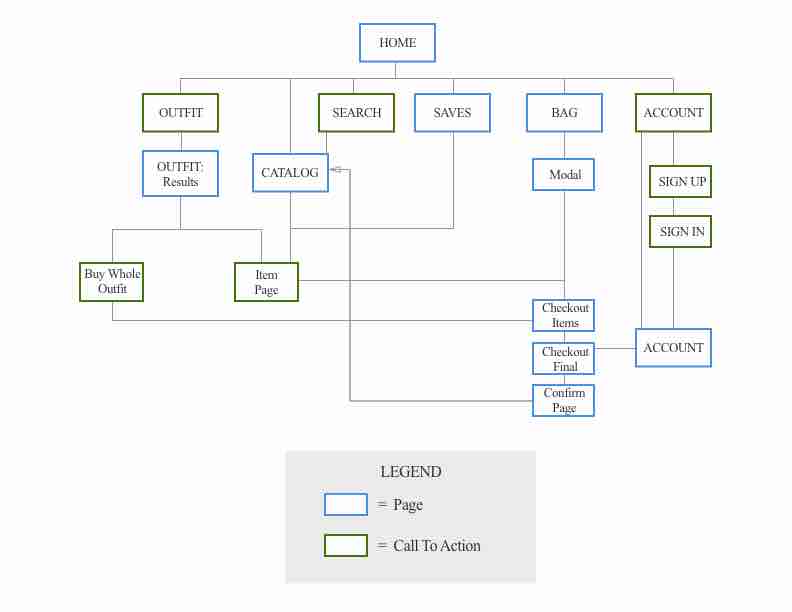 HOME
OUTFIT
SEARCH
SAVES
BAG
ACCOUNT
OUTFIT:
Results
CATALOG
Modal
SIGN UP
SIGN IN
Buy Whole
Outfit
Item
Page
Checkout
Items
Checkout
Final
ACCOUNT
Confirm
Page
LEGEND
= Page
= Call To Action